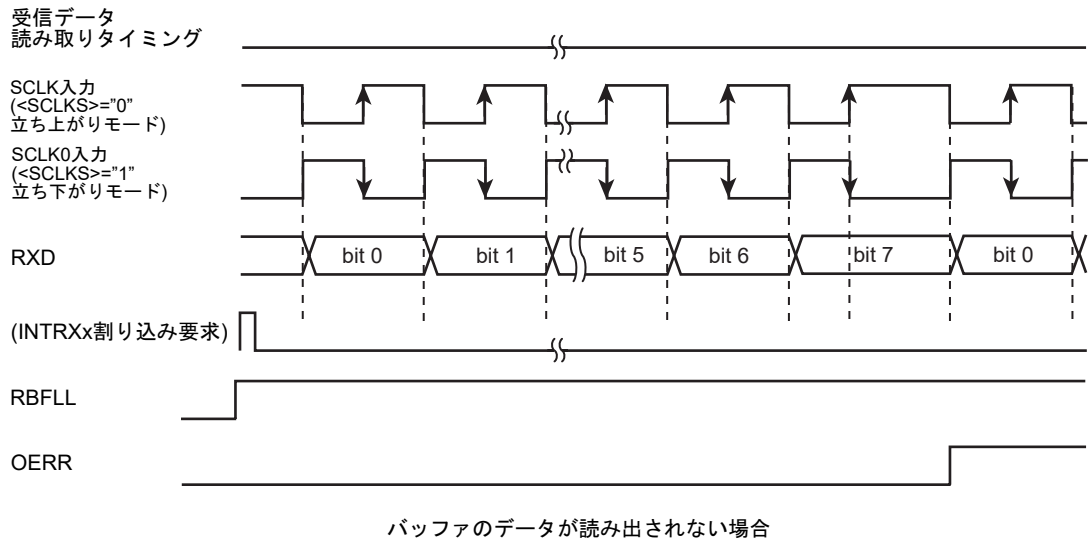 受信データ
読み取りタイミング
SCLK入力
(<SCLKS>="0"
立ち上がりモード)
SCLK0入力
(<SCLKS>="1"
立ち下がりモード)
RXD
bit 0
bit 1
bit 5
bit 6
bit 7
bit 0
(INTRXx割り込み要求)
RBFLL
OERR
バッファのデータが読み出されない場合